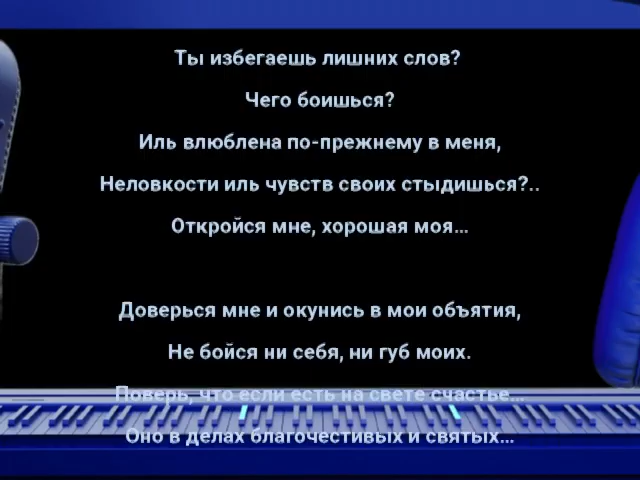 Ты избегаешь лишних слов?
Чего боишься?
Иль влюблена по-прежнему в меня,
Неловкости иль чувств своих стыдишься?..
Откройся мне, хорошая моя...
Доверься мне и окунись в мои объятия,
Не бойся ни себя, ни губ моих.
Поверь, что если есть на свете счастье...
Оно в делах благочестивых и святых...